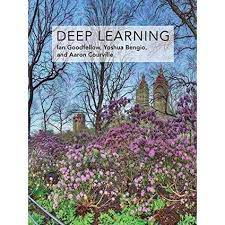 DEEP LEARNING
Ian Goodfellow, Yoshua Bengio,
and Aaron Courville